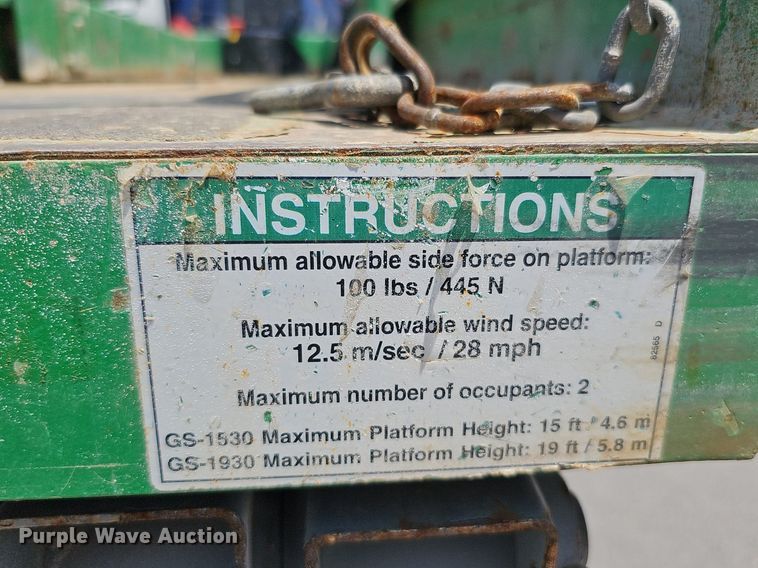 INSTRUCTIONS
Maximum allowable side force on platform:
100 lbs / 445 N
Maximum allowable wind speed:
12.5 m/sec / 28 mph
Maximum number of occupants: 2
GS-1530 Maximum Platform Height: 15 ft / 4.6 m
GS-1930 Maximum Platform Height: 19 ft / 5.8 m
82565 D
Purple Wave Auction